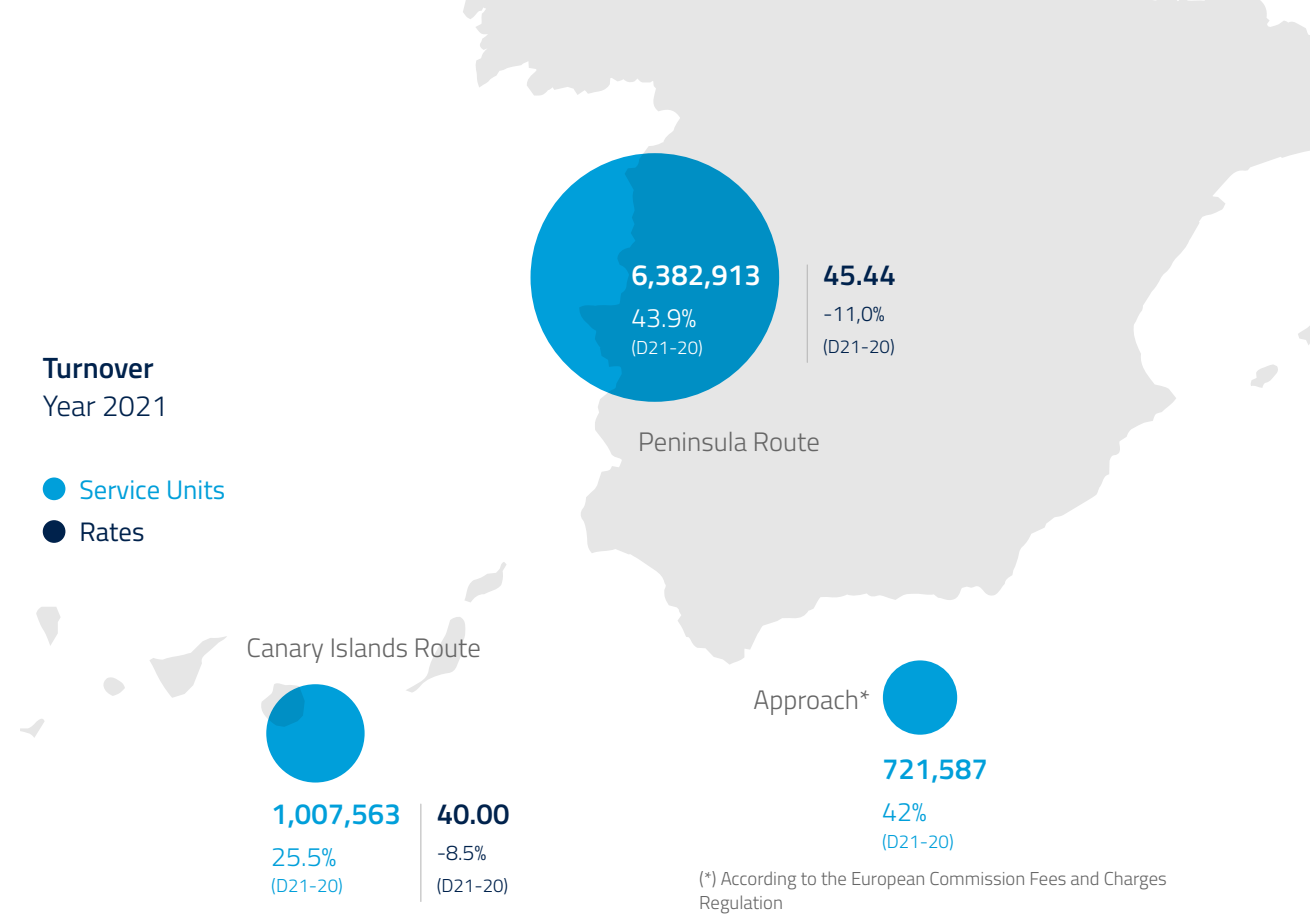 6,382,913
43.9%
(D21-20)
45.44
-11,0%
(D21-20)
Peninsula Route
Turnover
Year 2021
Service Units
Rates
Canary Islands Route
1,007,563
25.5%
(D21-20)
40.00
-8.5%
(D21-20)
Approach*
721,587
42%
(D21-20)
(*) According to the European Commission Fees and Charges
Regulation